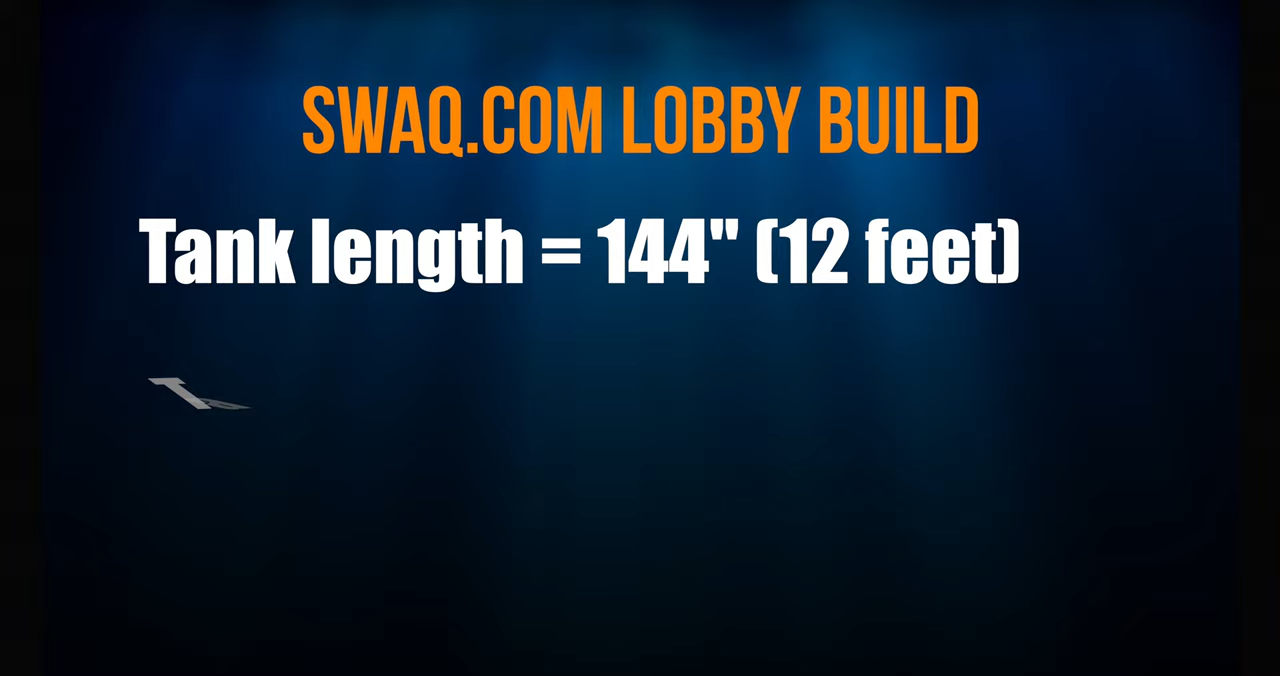 SWAQ.COM LOBBY BUILD
Tank length = 144" (12 feet)